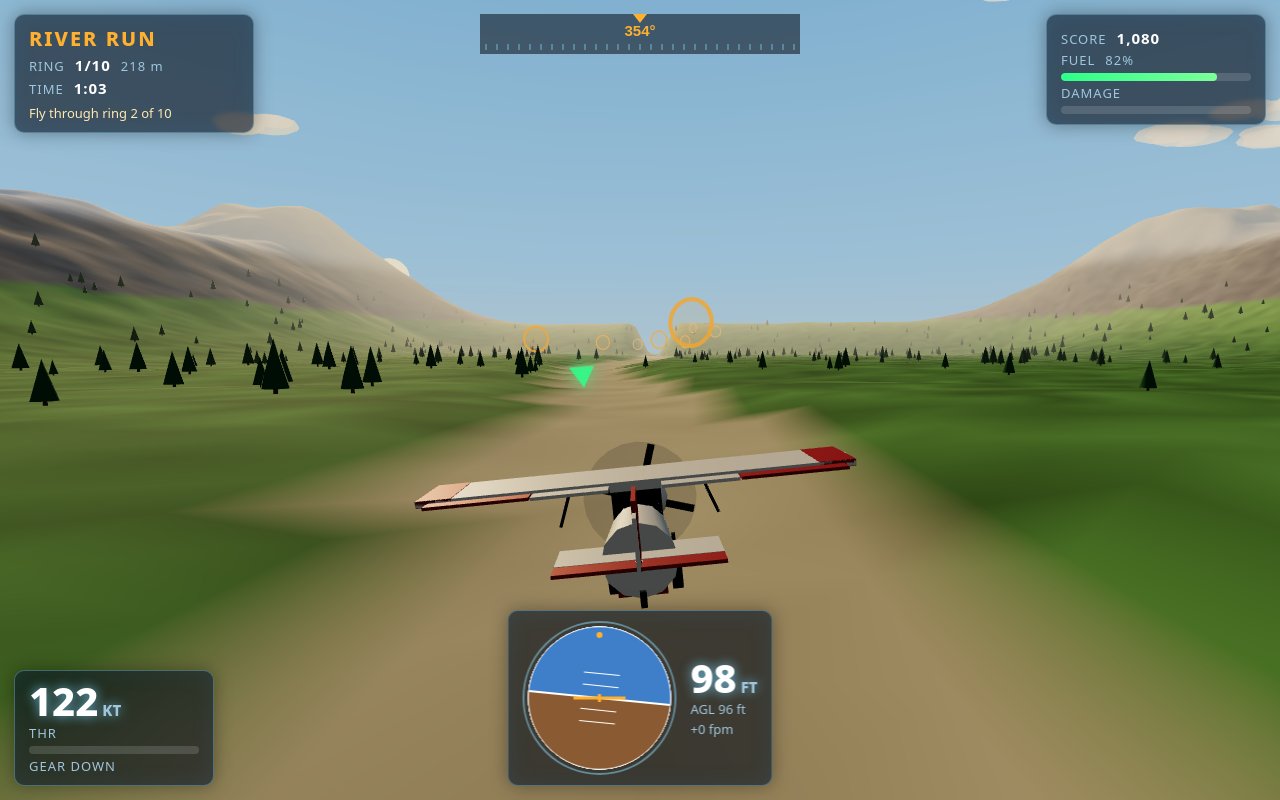 RIVER RUN
RING 1/10 218 m
TIME 1:03
Fly through ring 2 of 10
354°
SCORE 1,080
FUEL 82%
DAMAGE
122 KT
THR
GEAR DOWN
98 FT
AGL 96 ft
+0 fpm